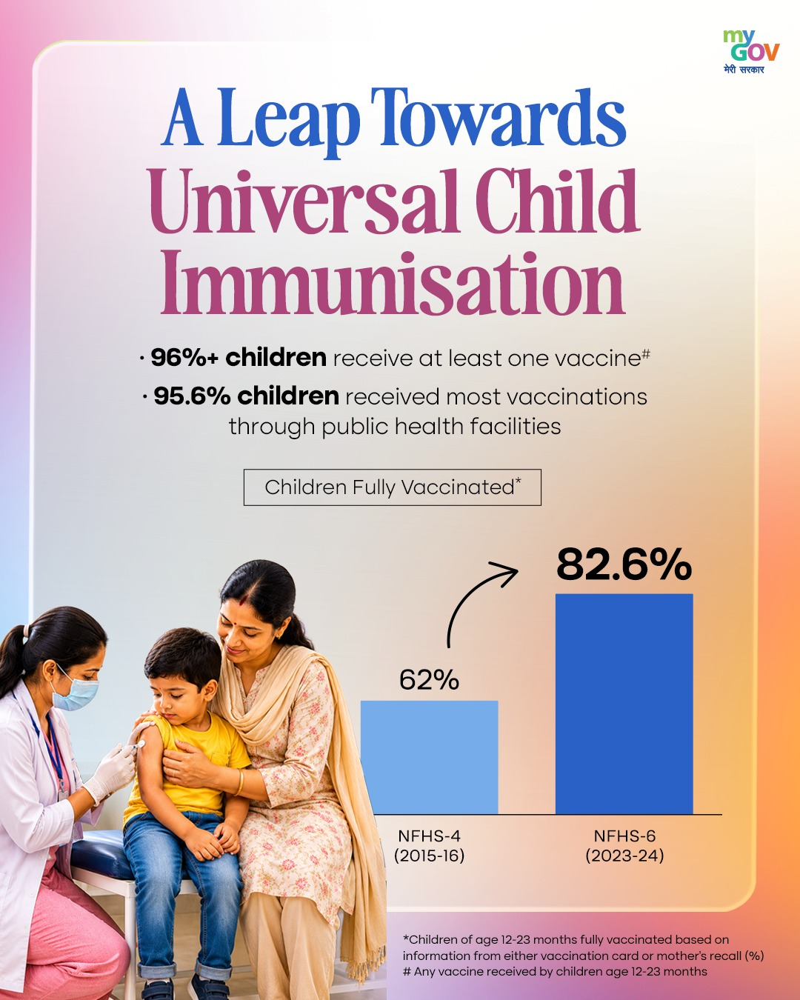 my
GOV
मेरी सरकार
A Leap Towards
Universal Child
Immunisation
· 96%+ children receive at least one vaccine#
· 95.6% children received most vaccinations
through public health facilities
Children Fully Vaccinated*
82.6%
62%
NFHS-4
(2015-16)
NFHS-6
(2023-24)
*Children of age 12-23 months fully vaccinated based on
information from either vaccination card or mother's recall (%)
# Any vaccine received by children age 12-23 months